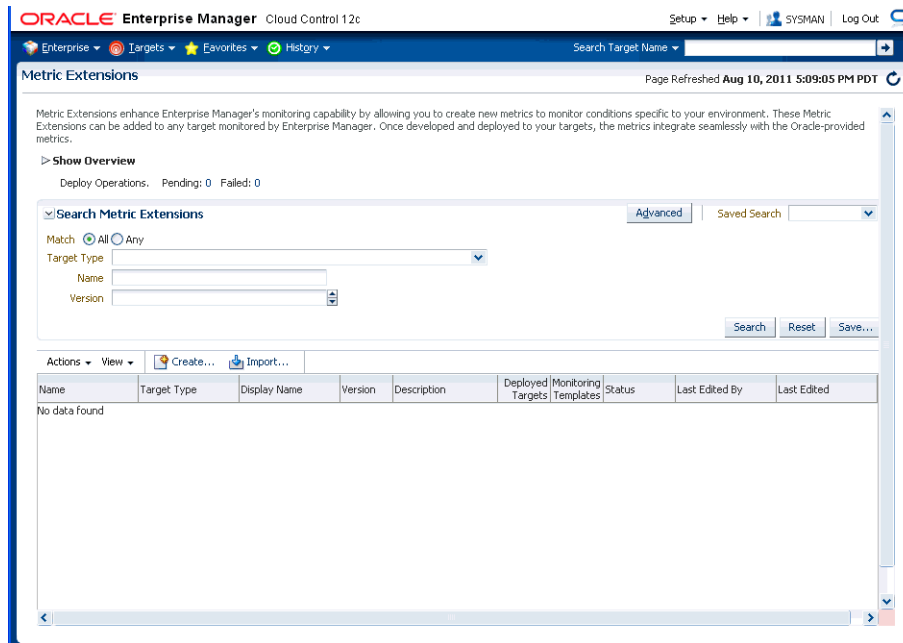 ORACLE Enterprise Manager Cloud Control 12c
Setup Help SYSMAN Log Out
Enterprise Targets Favorites History Search Target Name
Metric Extensions
Page Refreshed Aug 10, 2011 5:09:05 PM PDT
Metric Extensions enhance Enterprise Manager's monitoring capability by allowing you to create new metrics to monitor conditions specific to your environment. These Metric
Extensions can be added to any target monitored by Enterprise Manager. Once developed and deployed to your targets, the metrics integrate seamlessly with the Oracle-provided
metrics.
Show Overview
Deploy Operations. Pending: 0 Failed: 0
Search Metric Extensions Advanced Saved Search
Match All Any
Target Type
Name
Version
Search Reset Save...
Actions View Create... Import...
Name Target Type Display Name Version Description Deployed Targets Monitoring Templates Status Last Edited By Last Edited
No data found